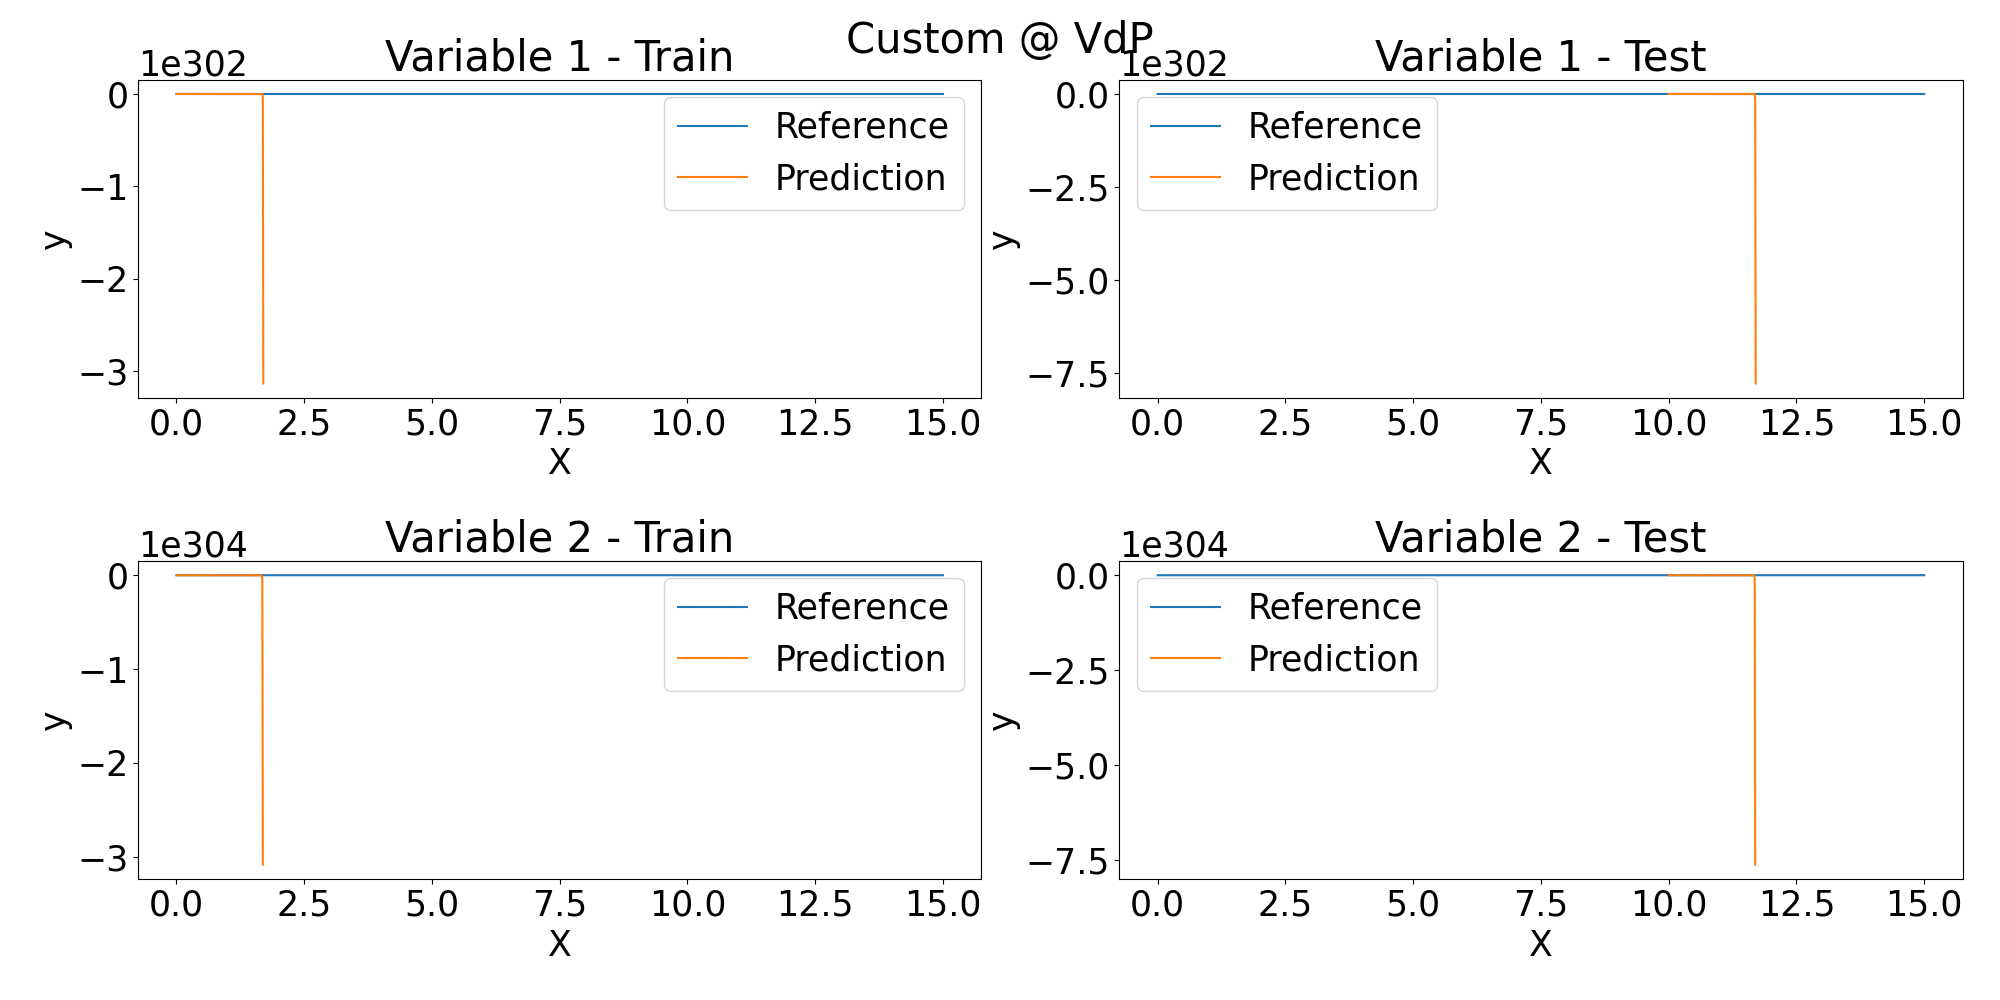 Custom @ VdP
Variable 1 - Train
1e302
0
−1
−2
−3
y
Reference
Prediction
0.0 2.5 5.0 7.5 10.0 12.5 15.0
X
Variable 1 - Test
1e302
0.0
−2.5
−5.0
−7.5
y
Reference
Prediction
0.0 2.5 5.0 7.5 10.0 12.5 15.0
X
Variable 2 - Train
1e304
0
−1
−2
−3
y
Reference
Prediction
0.0 2.5 5.0 7.5 10.0 12.5 15.0
X
Variable 2 - Test
1e304
0.0
−2.5
−5.0
−7.5
y
Reference
Prediction
0.0 2.5 5.0 7.5 10.0 12.5 15.0
X